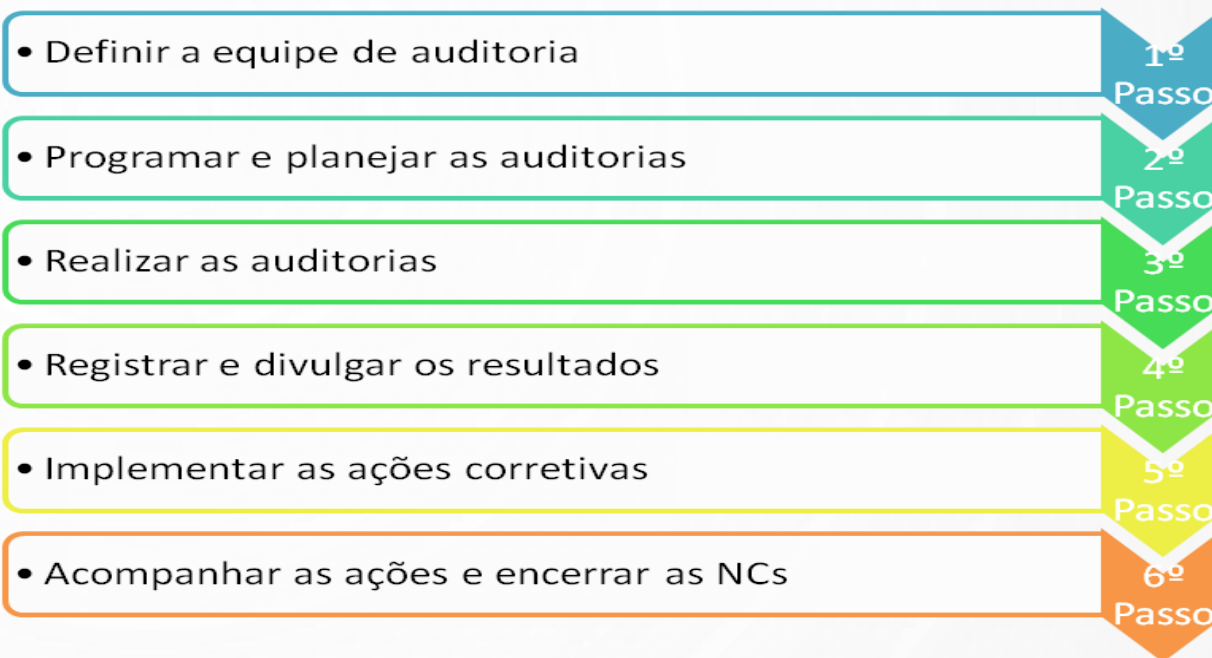 • Definir a equipe de auditoria
1º
Passo
• Programar e planejar as auditorias
2º
Passo
• Realizar as auditorias
3º
Passo
• Registrar e divulgar os resultados
4º
Passo
• Implementar as ações corretivas
5º
Passo
• Acompanhar as ações e encerrar as NCs
6º
Passo